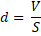 d = V/S